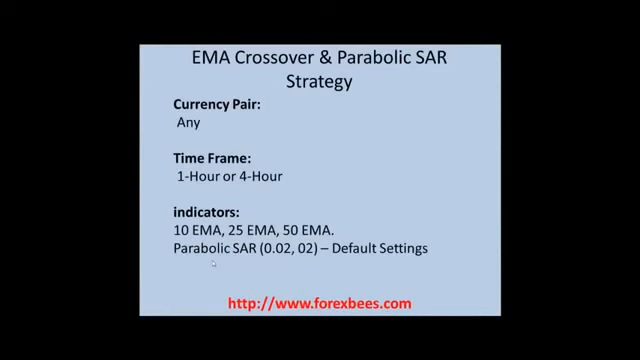 EMA Crossover & Parabolic SAR
Strategy
Currency Pair:
Any
Time Frame:
1-Hour or 4-Hour
indicators:
10 EMA, 25 EMA, 50 EMA.
Parabolic SAR (0.02, 02) – Default Settings
http://www.forexbees.com